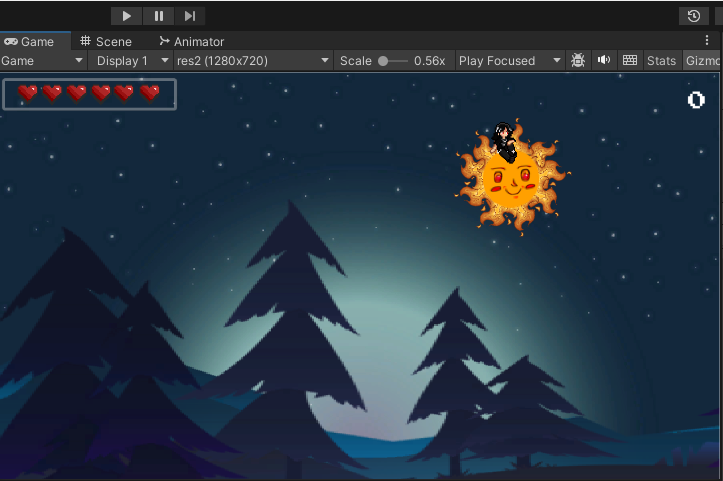 Game Scene Animator
Game Display 1 res2 (1280x720) Scale 0.56x Play Focused Stats Gizmo
0